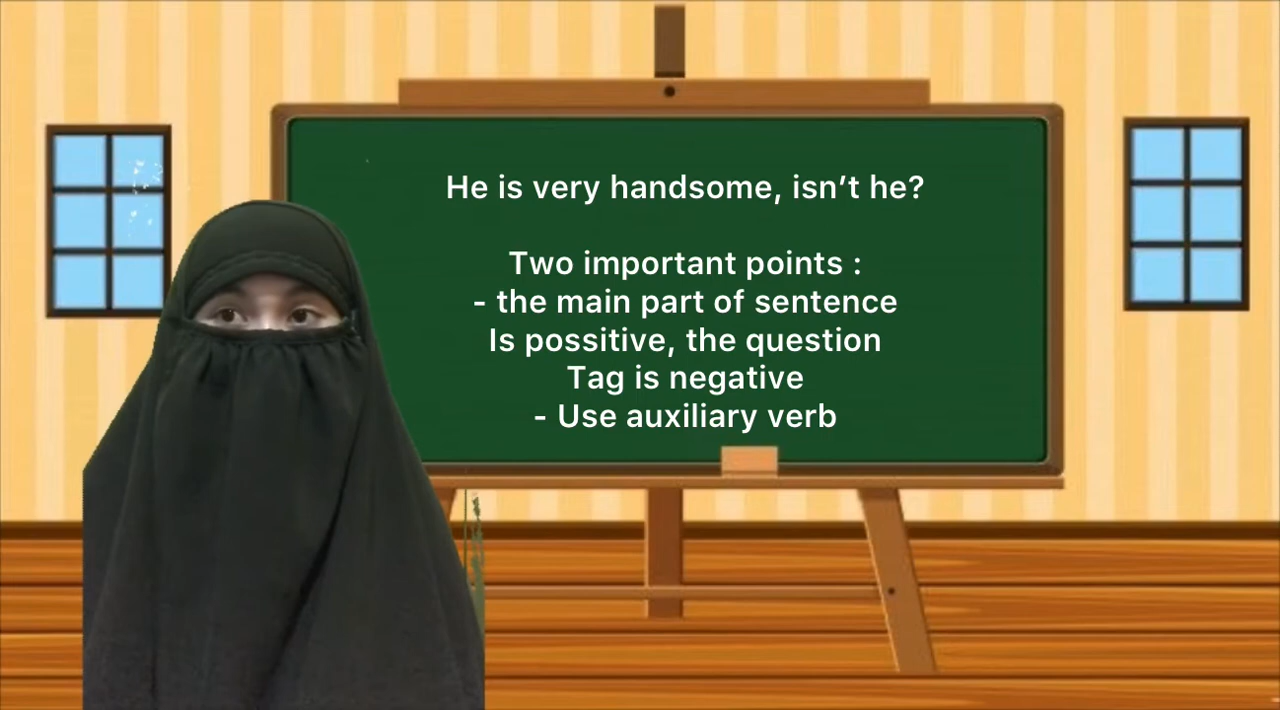 He is very handsome, isn’t he?
Two important points :
- the main part of sentence
Is possitive, the question
Tag is negative
- Use auxiliary verb